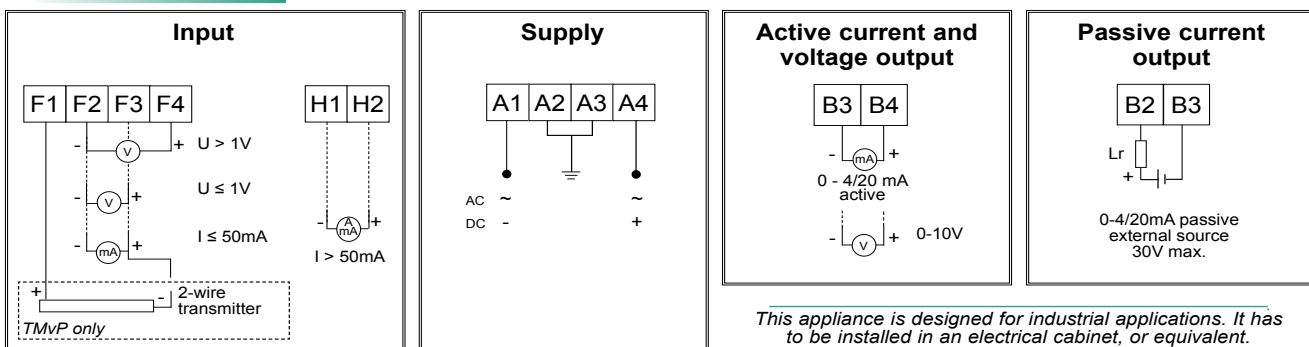 Input
F1 F2 F3 F4
H1 H2
- V + U > 1V
- V + U ≤ 1V
- mA + I ≤ 50mA
- A mA +
I > 50mA
+ - 2-wire
transmitter
TMvP only
Supply
A1 A2 A3 A4
AC ~ ~
DC - +
Active current and
voltage output
B3 B4
- mA +
0 - 4/20 mA
active
- V + 0-10V
Passive current
output
B2 B3
Lr
+
0-4/20mA passive
external source
30V max.
This appliance is designed for industrial applications. It has
to be installed in an electrical cabinet, or equivalent.